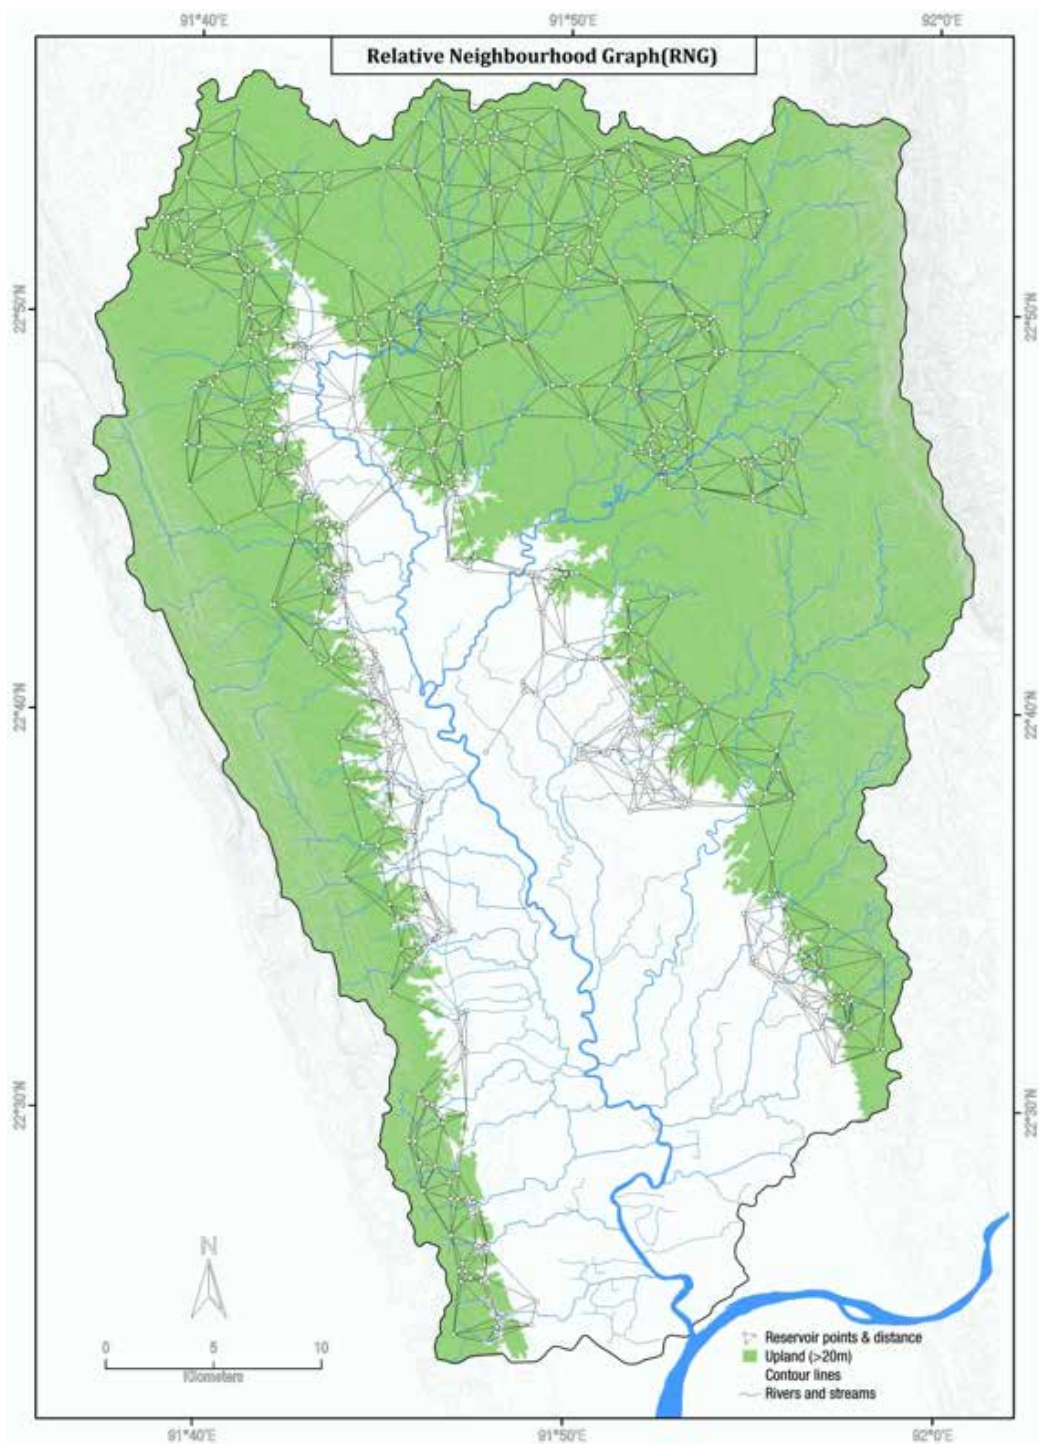 91°40'E 91°50'E 92°0'E
Relative Neighbourhood Graph(RNG)
22°50'N 22°50'N
22°40'N 22°40'N
22°30'N 22°30'N
N
0 5 10
Kilometers
Reservoir points & distance
Upland (>20m)
Contour lines
Rivers and streams
91°40'E 91°50'E 92°0'E